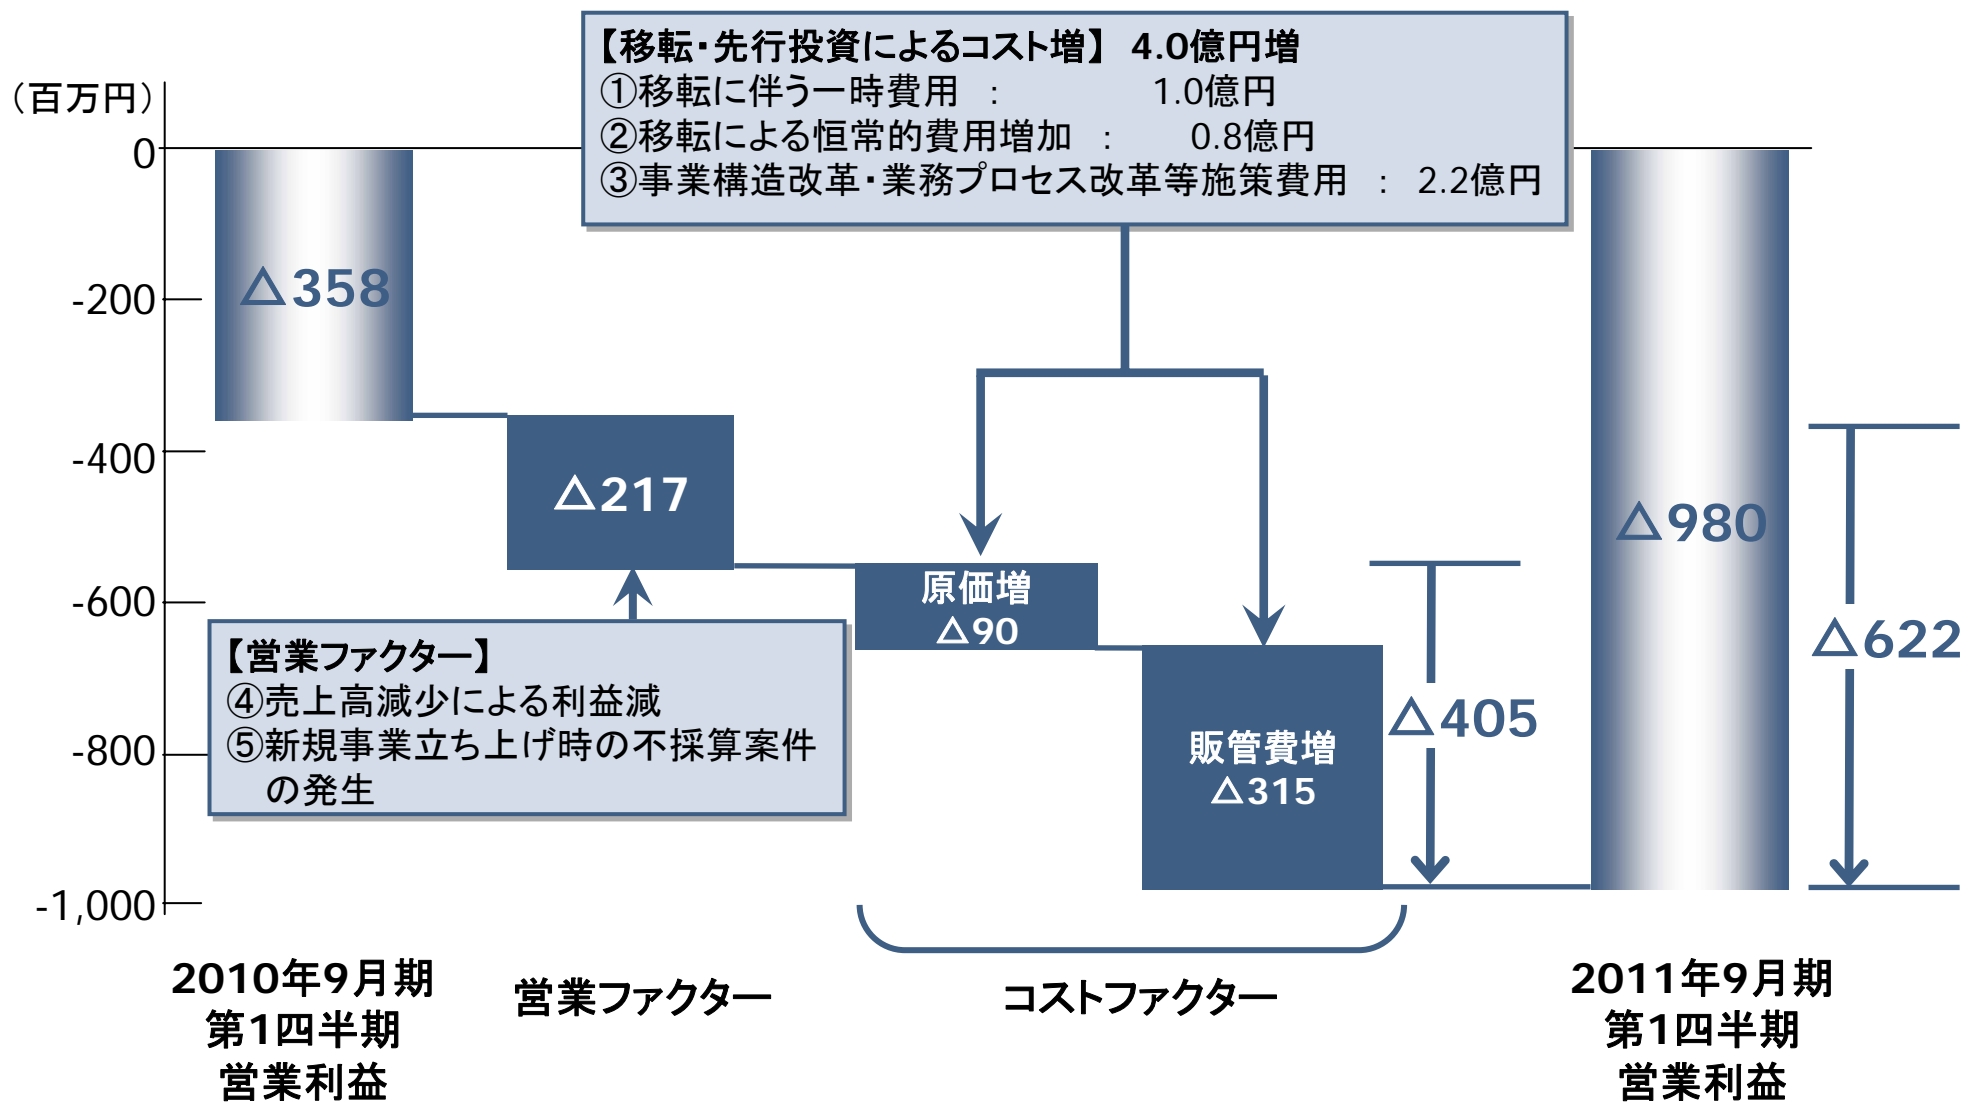 【移転・先行投資によるコスト増】 4.0億円増
①移転に伴う一時費用 : 1.0億円
②移転による恒常的費用増加 : 0.8億円
③事業構造改革・業務プロセス改革等施策費用 : 2.2億円
(百万円)
0
-200
-400
-600
-800
-1,000
△358
△217
原価増
△90
販管費増
△315
△405
△980
△622
【営業ファクター】
④売上高減少による利益減
⑤新規事業立ち上げ時の不採算案件
の発生
2010年9月期
第1四半期
営業利益
営業ファクター
コストファクター
2011年9月期
第1四半期
営業利益